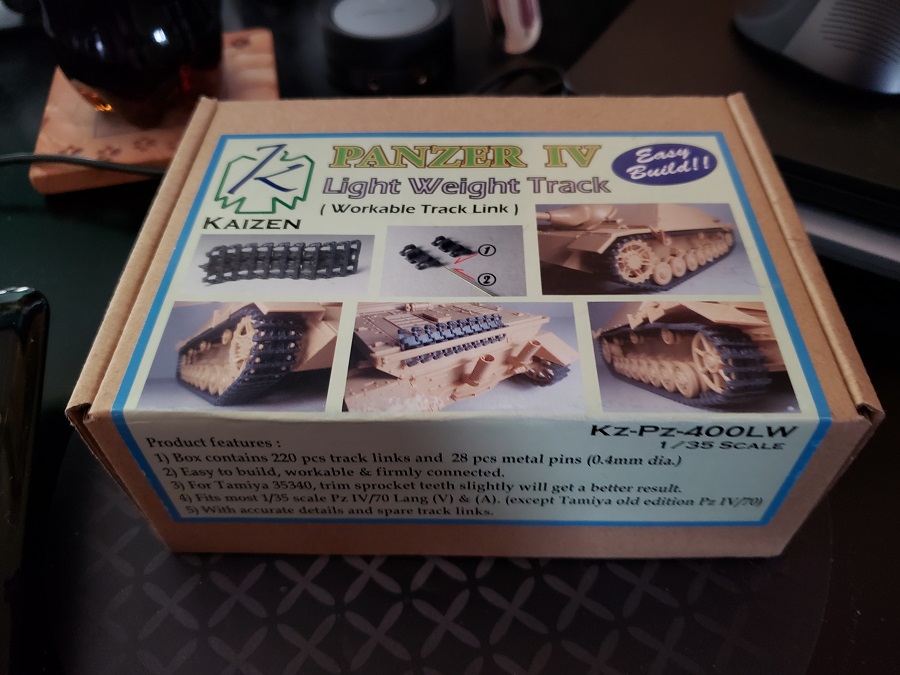 PANZER IV
Easy
Build!!
Light Weight Track
( Workable Track Link )
K
KAIZEN
1
2
Kz-Pz-400LW
1/35 SCALE
Product features :
1) Box contains 220 pcs track links and 28 pcs metal pins (0.4mm dia.)
2) Easy to build, workable & firmly connected.
3) For Tamiya 35340, trim sprocket teeth slightly will get a better result.
4) Fits most 1/35 scale Pz IV/70 Lang (V) & (A). (except Tamiya old edition Pz IV/70)
5) With accurate details and spare track links.